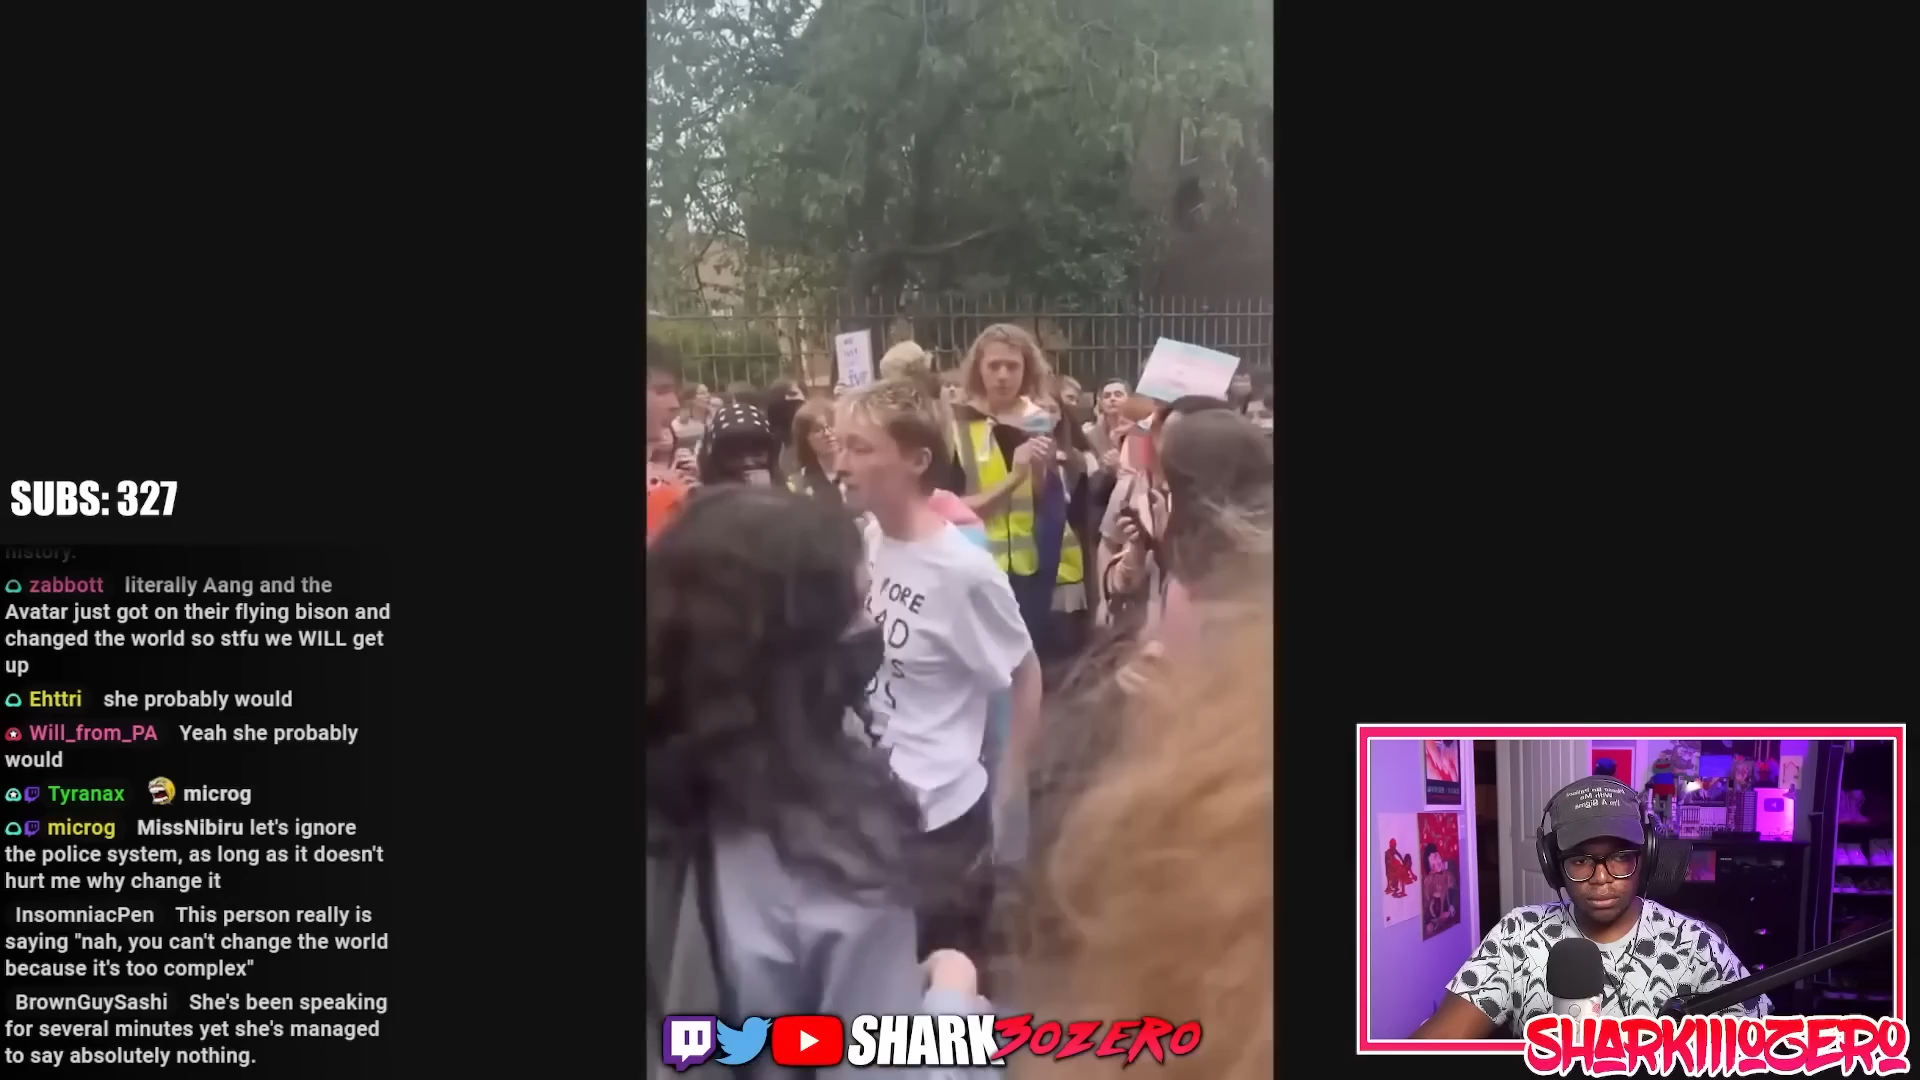 SUBS: 327
history.
zabbott literally Aang and the
Avatar just got on their flying bison and
changed the world so stfu we WILL get
up
Ehttri she probably would
Will_from_PA Yeah she probably
would
Tyranax microg
microg MissNibiru let's ignore
the police system, as long as it doesn't
hurt me why change it
InsomniacPen This person really is
saying "nah, you can't change the world
because it's too complex"
BrownGuySashi She's been speaking
for several minutes yet she's managed
to say absolutely nothing.
SHARK3OZERO
SHARKIIIOZERO